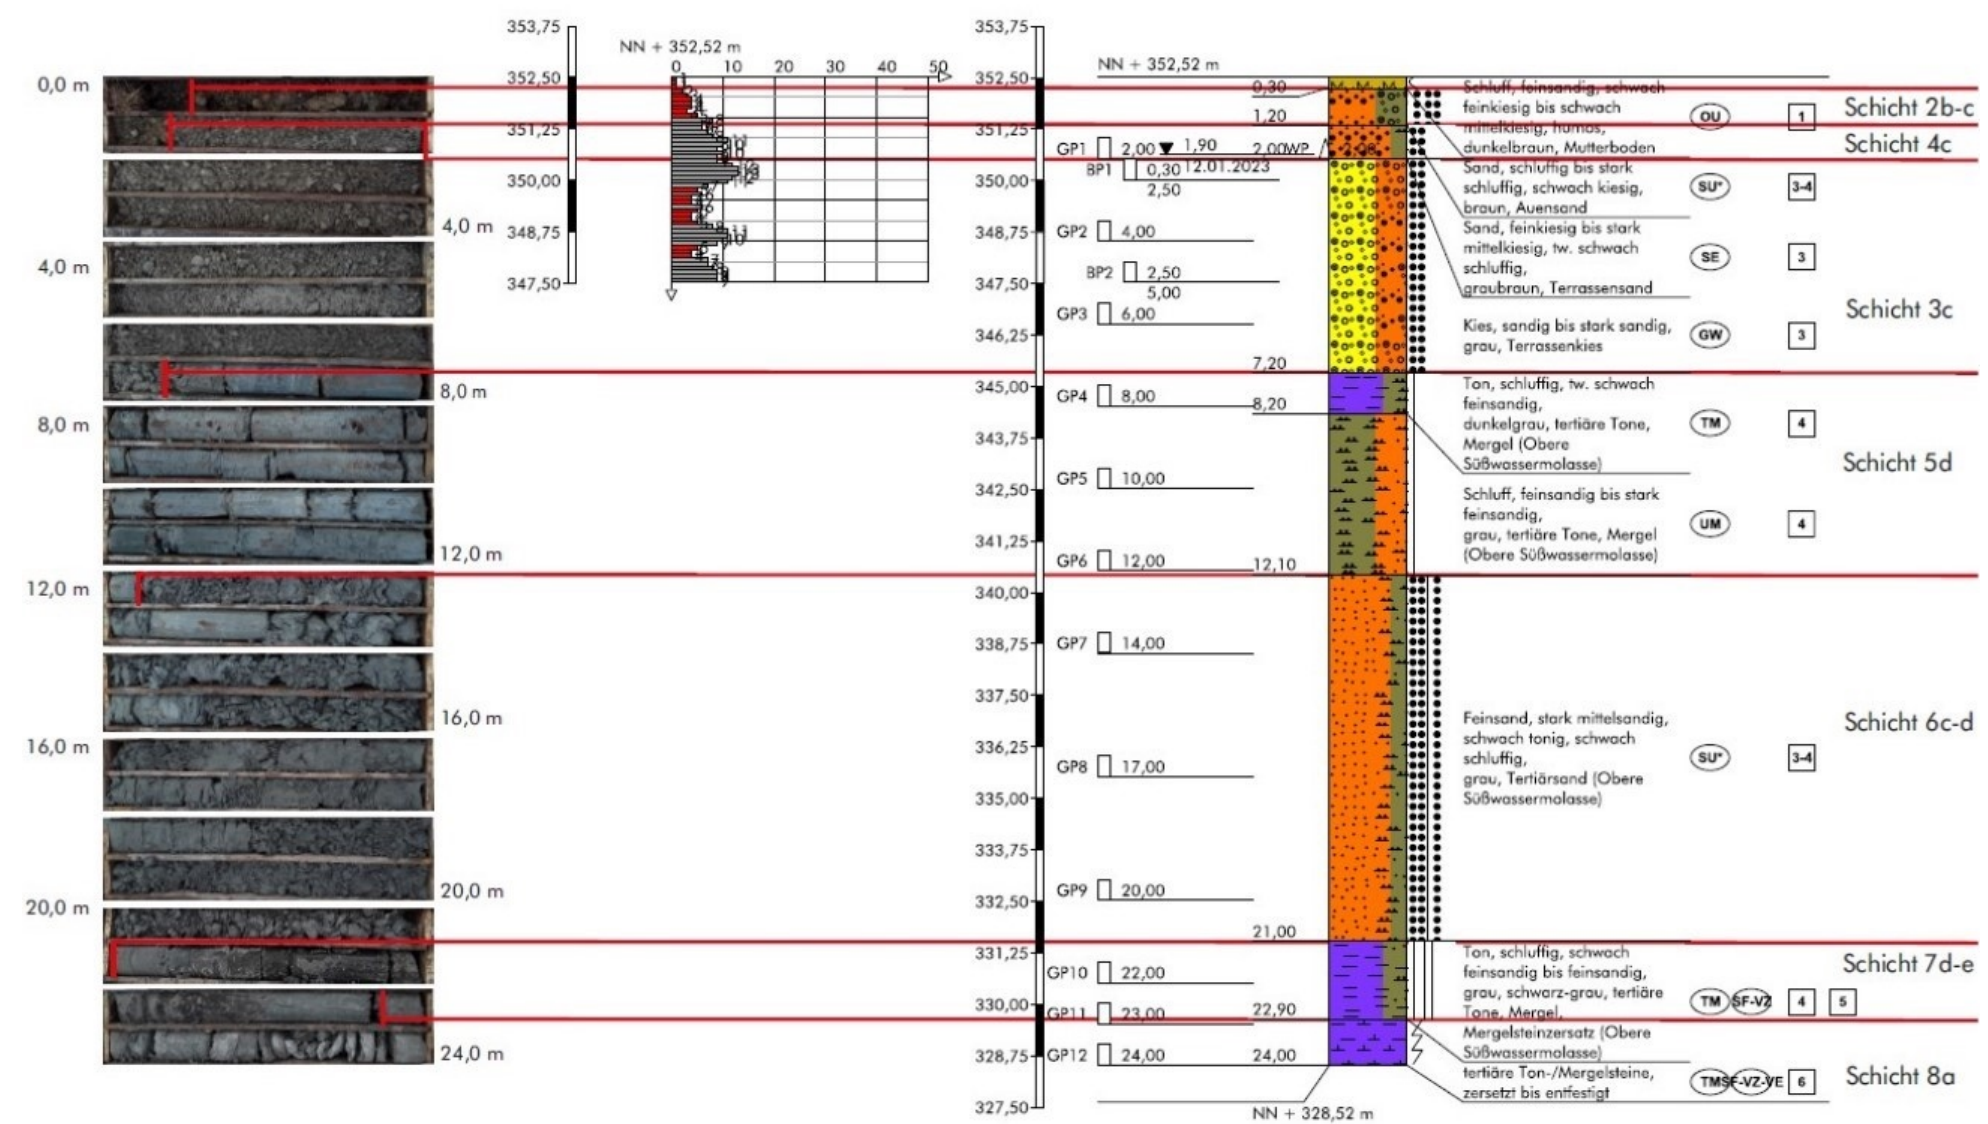 0,0 m
4,0 m
4,0 m
8,0 m
8,0 m
12,0 m
12,0 m
16,0 m
16,0 m
20,0 m
20,0 m
24,0 m
353,75
352,50
351,25
350,00
348,75
347,50
NN + 352,52 m
0 10 20 30 40 50
353,75
352,50
351,25
350,00
348,75
347,50
346,25
345,00
343,75
342,50
341,25
340,00
338,75
337,50
336,25
335,00
333,75
332,50
331,25
330,00
328,75
327,50
NN + 352,52 m
0,30
1,20
GP1 2,00 1,90 2,00WP
BP1 0,30 12.01.2023
2,50
GP2 4,00
BP2 2,50
5,00
GP3 6,00
7,20
GP4 8,00
8,20
GP5 10,00
GP6 12,00 12,10
GP7 14,00
GP8 17,00
GP9 20,00
21,00
GP10 22,00
GP11 23,00 22,90
GP12 24,00 24,00
NN + 328,52 m
Schluff, feinsandig, schwach
feinkiesig bis schwach
mittelkiesig, humos,
dunkelbraun, Mutterboden
OU 1
Sand, schluffig bis stark
schluffig, schwach kiesig,
braun, Auensand
SU* 3-4
Sand, feinkiesig bis stark
mittelkiesig, tw. schwach
schluffig,
graubraun, Terrassensand
SE 3
Kies, sandig bis stark sandig,
grau, Terrassenkies
GW 3
Ton, schluffig, tw. schwach
feinsandig,
dunkelgrau, tertiäre Tone,
Mergel (Obere
Süßwassermolasse)
TM 4
Schluff, feinsandig bis stark
feinsandig,
grau, tertiäre Tone, Mergel
(Obere Süßwassermolasse)
UM 4
Feinsand, stark mittelsandig,
schwach tonig, schwach
schluffig,
grau, Tertiärsand (Obere
Süßwassermolasse)
SU* 3-4
Ton, schluffig, schwach
feinsandig bis feinsandig,
grau, schwarz-grau, tertiäre
Tone, Mergel,
Mergelsteinzersatz (Obere
Süßwassermolasse)
TM SF-VZ 4 5
tertiäre Ton-/Mergelsteine,
zersetzt bis entfestigt
TM SF-VZ-VE 6
Schicht 2b-c
Schicht 4c
Schicht 3c
Schicht 5d
Schicht 6c-d
Schicht 7d-e
Schicht 8a